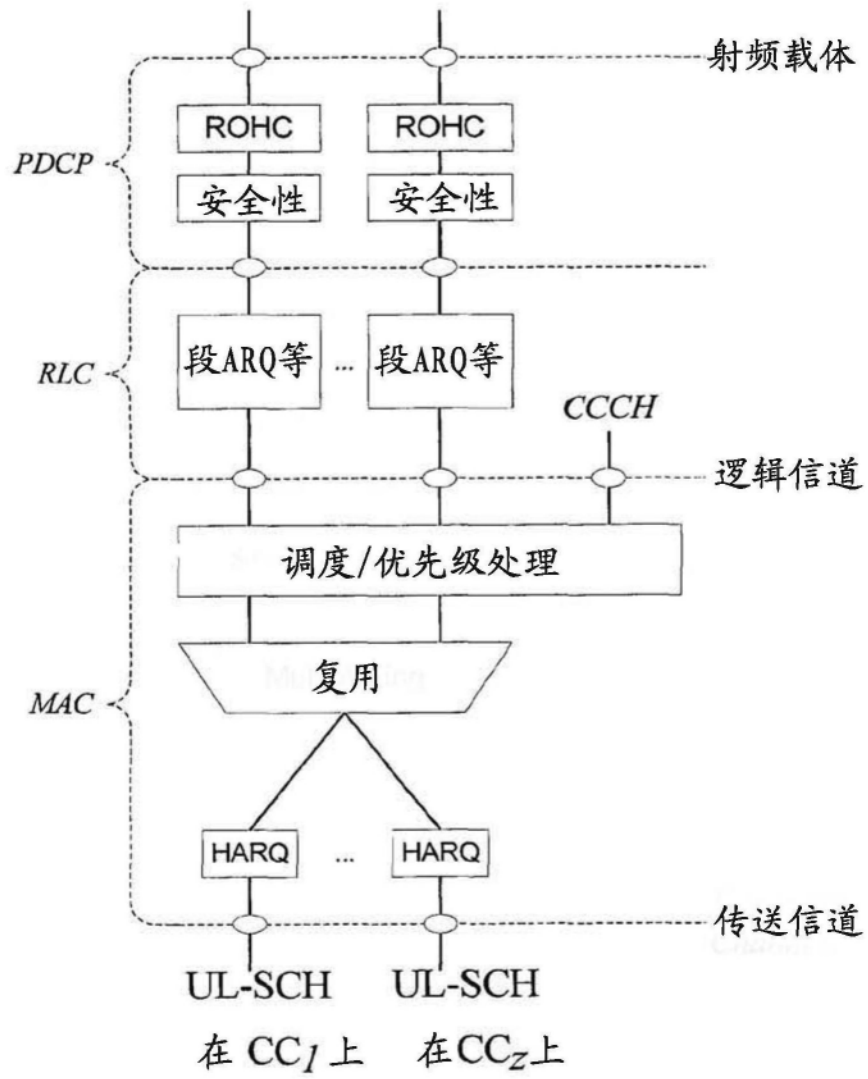 射频载体
ROHC ROHC
PDCP
安全性 安全性
段ARQ等 ... 段ARQ等
RLC
CCCH
逻辑信道
调度/优先级处理
复用
MAC
HARQ ... HARQ
传送信道
UL-SCH UL-SCH
在 CC1 上 在CCz上